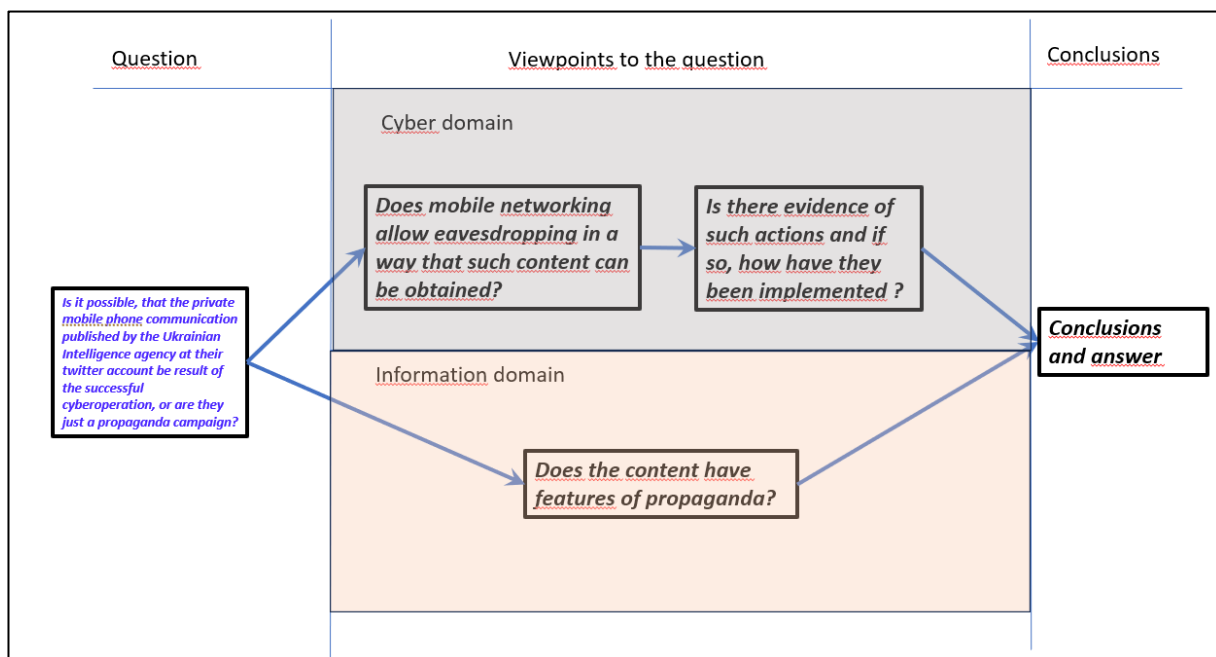 Question
Viewpoints to the question
Conclusions
Cyber domain
Does mobile networking
allow eavesdropping in a
way that such content can
be obtained?
Is there evidence of
such actions and if
so, how have they
been implemented ?
Is it possible, that the private
mobile phone communication
published by the Ukrainian
Intelligence agency at their
twitter account be result of
the successful
cyberoperation, or are they
just a propaganda campaign?
Conclusions
and answer
Information domain
Does the content have
features of propaganda?